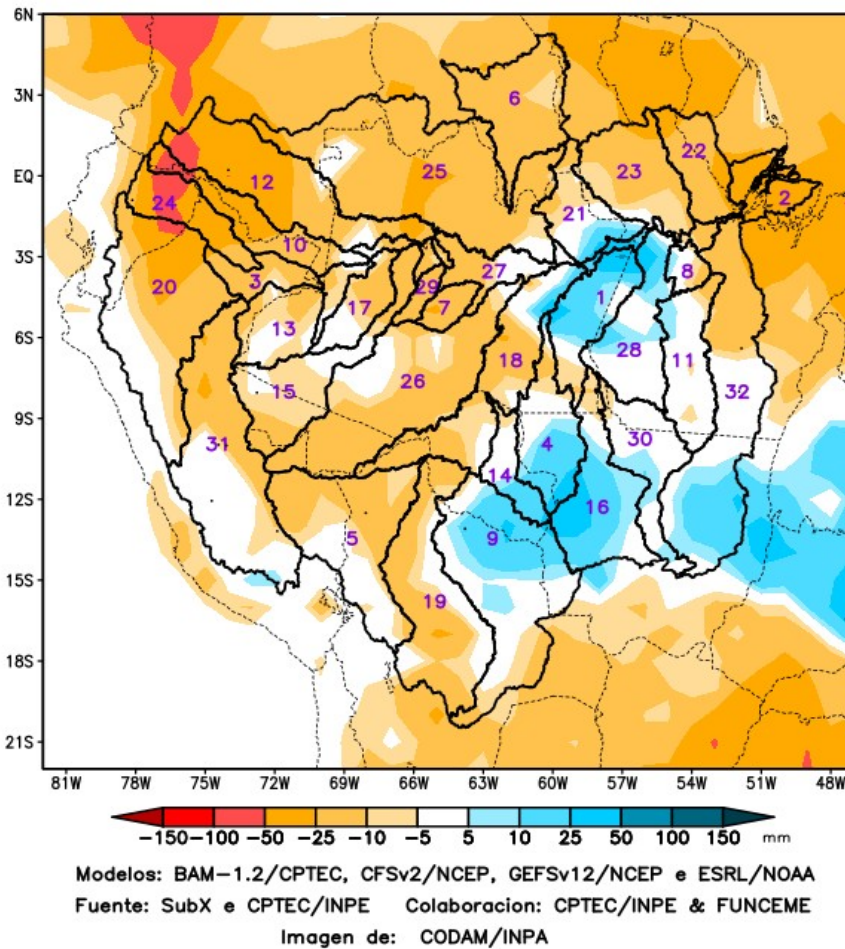 6N
3N
EQ
3S
6S
9S
12S
15S
18S
21S
6
25
23
22
2
12
24
21
10
20
3
27
8
29
7
17
1
13
28
18
11
26
15
32
31
30
4
14
16
5
9
19
81W 78W 75W 72W 69W 66W 63W 60W 57W 54W 51W 48W
−150 −100 −50 −25 −10 −5 5 10 25 50 100 150 mm
Modelos: BAM−1.2/CPTEC, CFSv2/NCEP, GEFSv12/NCEP e ESRL/NOAA
Fuente: SubX e CPTEC/INPE Colaboracion: CPTEC/INPE & FUNCEME
Imagen de: CODAM/INPA